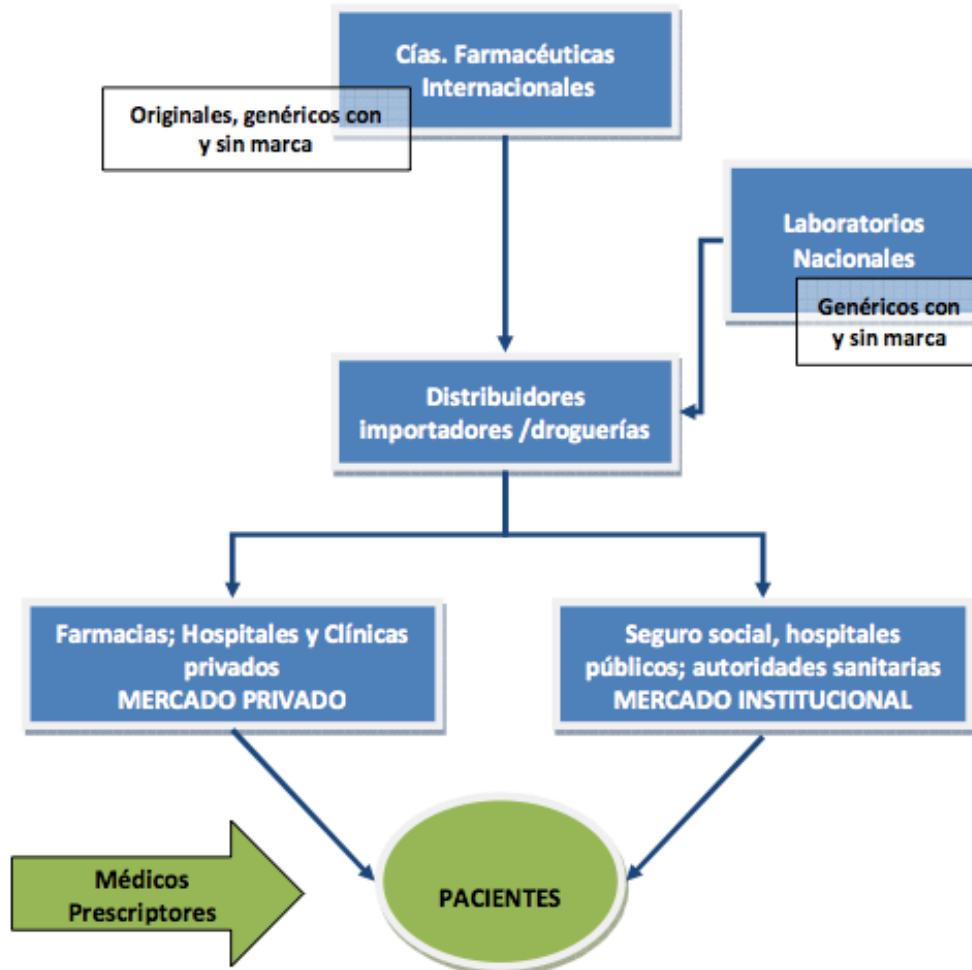 Cías. Farmacéuticas
Internacionales
Originales, genéricos con
y sin marca
Laboratorios
Nacionales
Genéricos con
y sin marca
Distribuidores
importadores /droguerías
Farmacias; Hospitales y Clínicas
privados
MERCADO PRIVADO
Seguro social, hospitales
públicos; autoridades sanitarias
MERCADO INSTITUCIONAL
Médicos
Prescriptores
PACIENTES